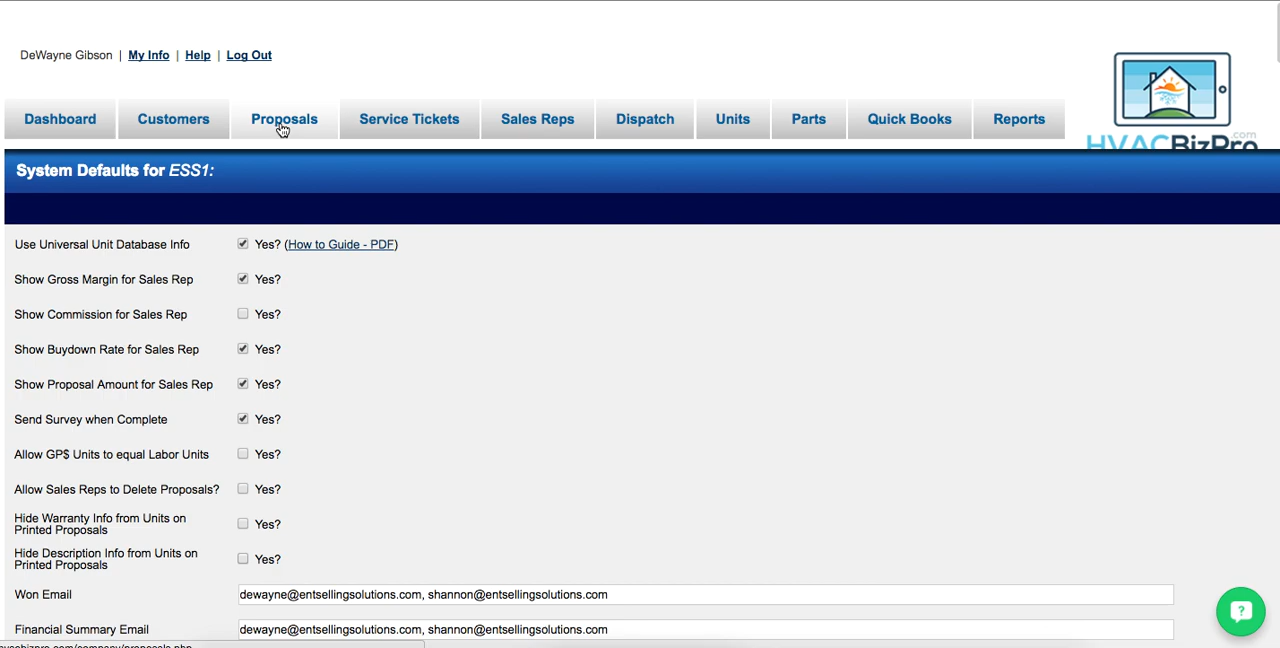 DeWayne Gibson | My Info | Help | Log Out
Dashboard Customers Proposals Service Tickets Sales Reps Dispatch Units Parts Quick Books Reports
HVACBizPro.com
System Defaults for ESS1:
Use Universal Unit Database Info Yes? (How to Guide - PDF)
Show Gross Margin for Sales Rep Yes?
Show Commission for Sales Rep Yes?
Show Buydown Rate for Sales Rep Yes?
Show Proposal Amount for Sales Rep Yes?
Send Survey when Complete Yes?
Allow GP$ Units to equal Labor Units Yes?
Allow Sales Reps to Delete Proposals? Yes?
Hide Warranty Info from Units on
Printed Proposals Yes?
Hide Description Info from Units on
Printed Proposals Yes?
Won Email dewayne@entsellingsolutions.com, shannon@entsellingsolutions.com
Financial Summary Email dewayne@entsellingsolutions.com, shannon@entsellingsolutions.com
?